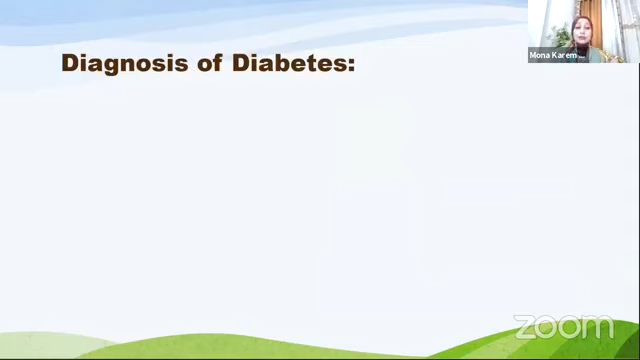 Diagnosis of Diabetes:
Mona Karem ...
zoom